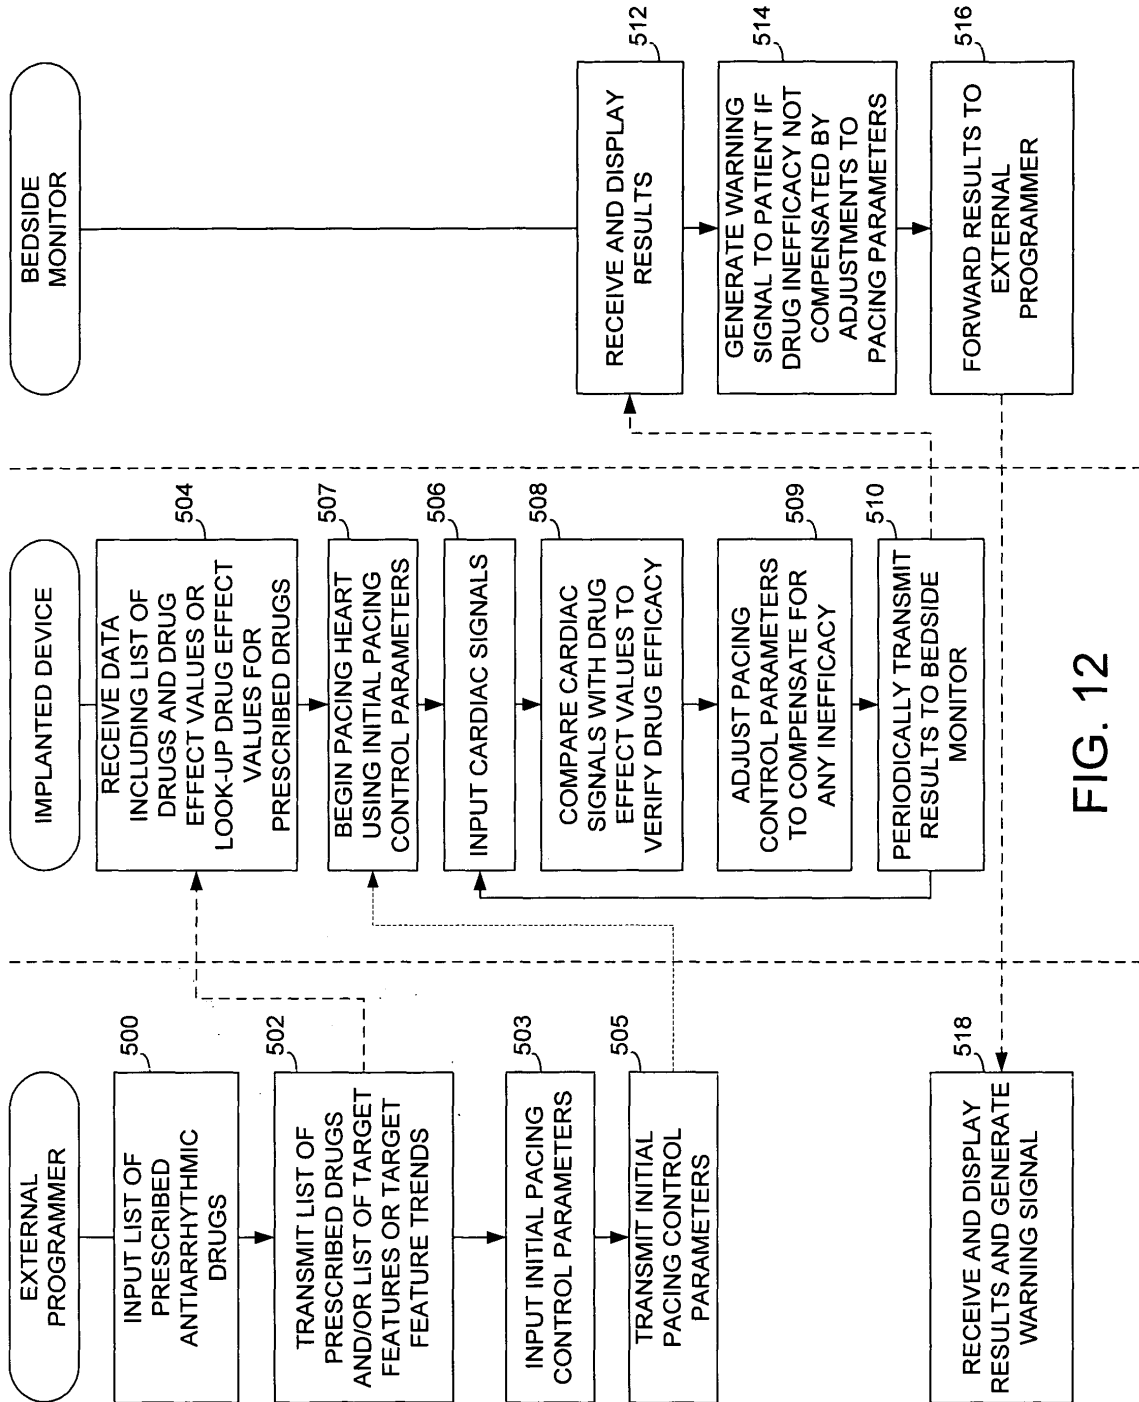 EXTERNAL
PROGRAMMER
500
INPUT LIST OF
PRESCRIBED
ANTIARRHYTHMIC
DRUGS
502
TRANSMIT LIST OF
PRESCRIBED DRUGS
AND/OR LIST OF TARGET
FEATURES OR TARGET
FEATURE TRENDS
503
INPUT INITIAL PACING
CONTROL PARAMETERS
505
TRANSMIT INITIAL
PACING CONTROL
PARAMETERS
518
RECEIVE AND DISPLAY
RESULTS AND GENERATE
WARNING SIGNAL
IMPLANTED DEVICE
504
RECEIVE DATA
INCLUDING LIST OF
DRUGS AND DRUG
EFFECT VALUES OR
LOOK-UP DRUG EFFECT
VALUES FOR
PRESCRIBED DRUGS
507
BEGIN PACING HEART
USING INITIAL PACING
CONTROL PARAMETERS
506
INPUT CARDIAC SIGNALS
508
COMPARE CARDIAC
SIGNALS WITH DRUG
EFFECT VALUES TO
VERIFY DRUG EFFICACY
509
ADJUST PACING
CONTROL PARAMETERS
TO COMPENSATE FOR
ANY INEFFICACY
510
PERIODICALLY TRANSMIT
RESULTS TO BEDSIDE
MONITOR
BEDSIDE
MONITOR
512
RECEIVE AND DISPLAY
RESULTS
514
GENERATE WARNING
SIGNAL TO PATIENT IF
DRUG INEFFICACY NOT
COMPENSATED BY
ADJUSTMENTS TO
PACING PARAMETERS
516
FORWARD RESULTS TO
EXTERNAL
PROGRAMMER
FIG. 12